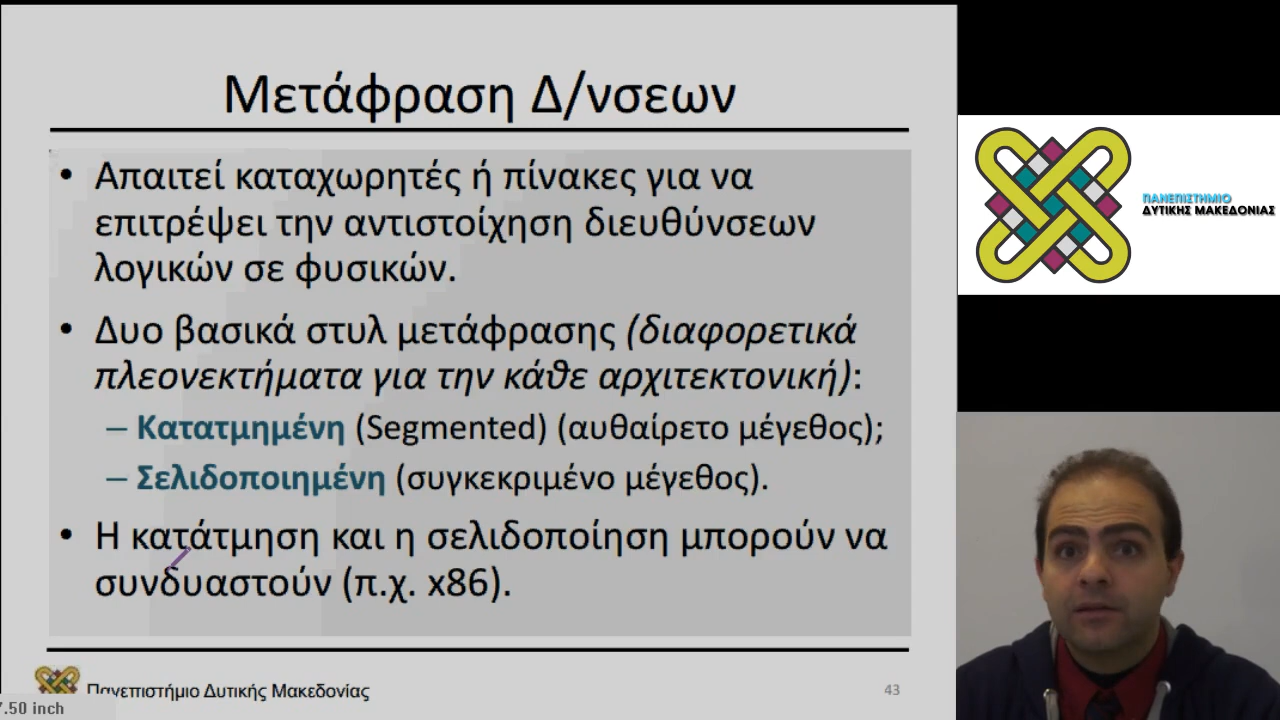 Μετάφραση Δ/νσεων
• Απαιτεί καταχωρητές ή πίνακες για να
επιτρέψει την αντιστοίχηση διευθύνσεων
λογικών σε φυσικών.
• Δυο βασικά στυλ μετάφρασης (διαφορετικά
πλεονεκτήματα για την κάθε αρχιτεκτονική):
– Κατατμημένη (Segmented) (αυθαίρετο μέγεθος);
– Σελιδοποιημένη (συγκεκριμένο μέγεθος).
• Η κατάτμηση και η σελιδοποίηση μπορούν να
συνδυαστούν (π.χ. x86).
Πανεπιστήμιο Δυτικής Μακεδονίας
43
7.50 inch
ΠΑΝΕΠΙΣΤΗΜΙΟ
ΔΥΤΙΚΗΣ ΜΑΚΕΔΟΝΙΑΣ